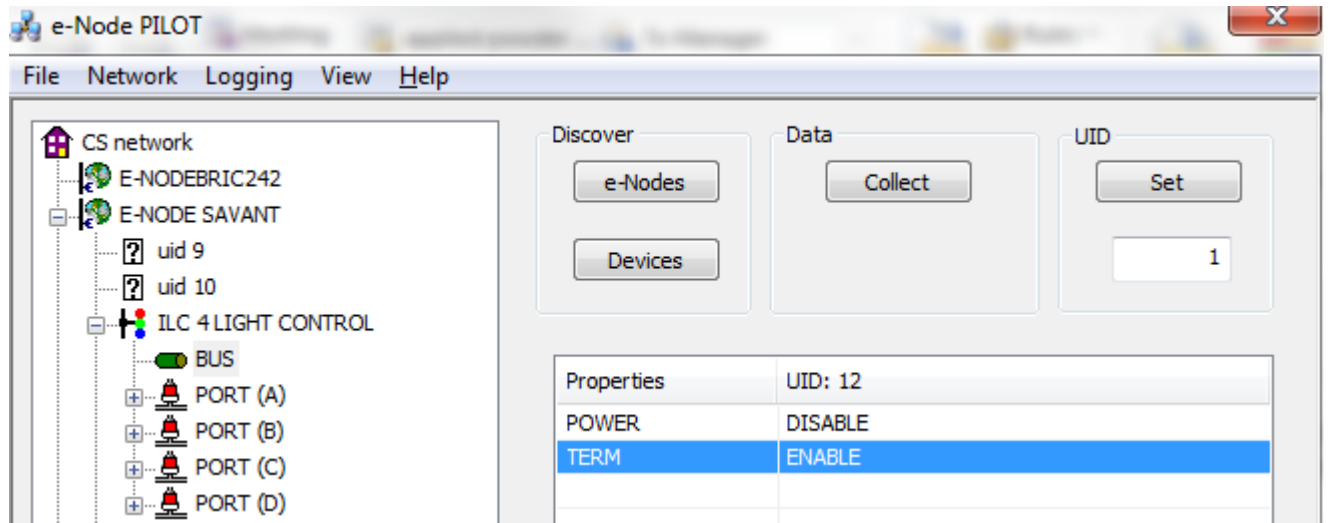 e-Node PILOT
File Network Logging View Help
CS network
E-NODEBRIC242
E-NODE SAVANT
? uid 9
? uid 10
ILC 4 LIGHT CONTROL
BUS
PORT (A)
PORT (B)
PORT (C)
PORT (D)
Discover
e-Nodes
Devices
Data
Collect
UID
Set
1
Properties UID: 12
POWER DISABLE
TERM ENABLE